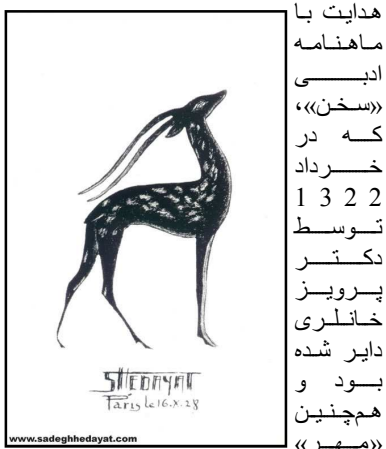 هدایت با
ماهنامه
ادبی
«سخن»،
که در
خرداد
1322
توسط
دکتر
پرویز
خانلری
دایر شده
بود و
همچنین
«مهر»
SHEDAYAT
Paris le 16.X.28
www.sadeghhedayat.com